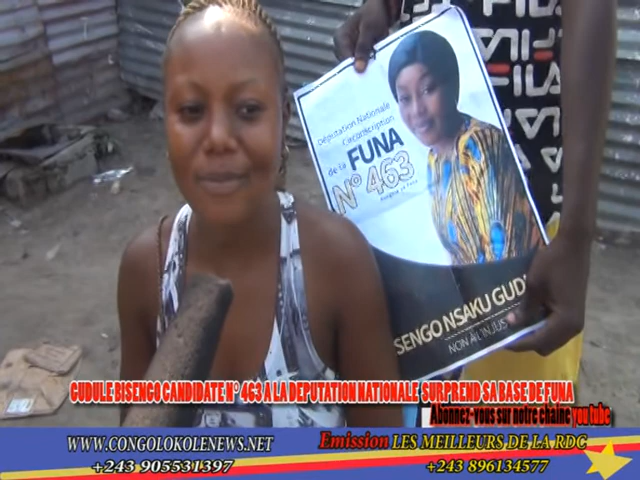 FILA
Députation Nationale
Circonscription
de la FUNA
N° 463
SENGO NSAKU GUD
NON À L'INJUS
GUDULE BISENGO CANDIDATE N° 463 A LA DEPUTATION NATIONALE SURPREND SA BASE DE FUNA
Abonnez-vous sur notre chaine you tube
WWW.CONGOLOKOLENEWS.NET Emission LES MEILLEURS DE LA RDC
+243 905531397 +243 896134577